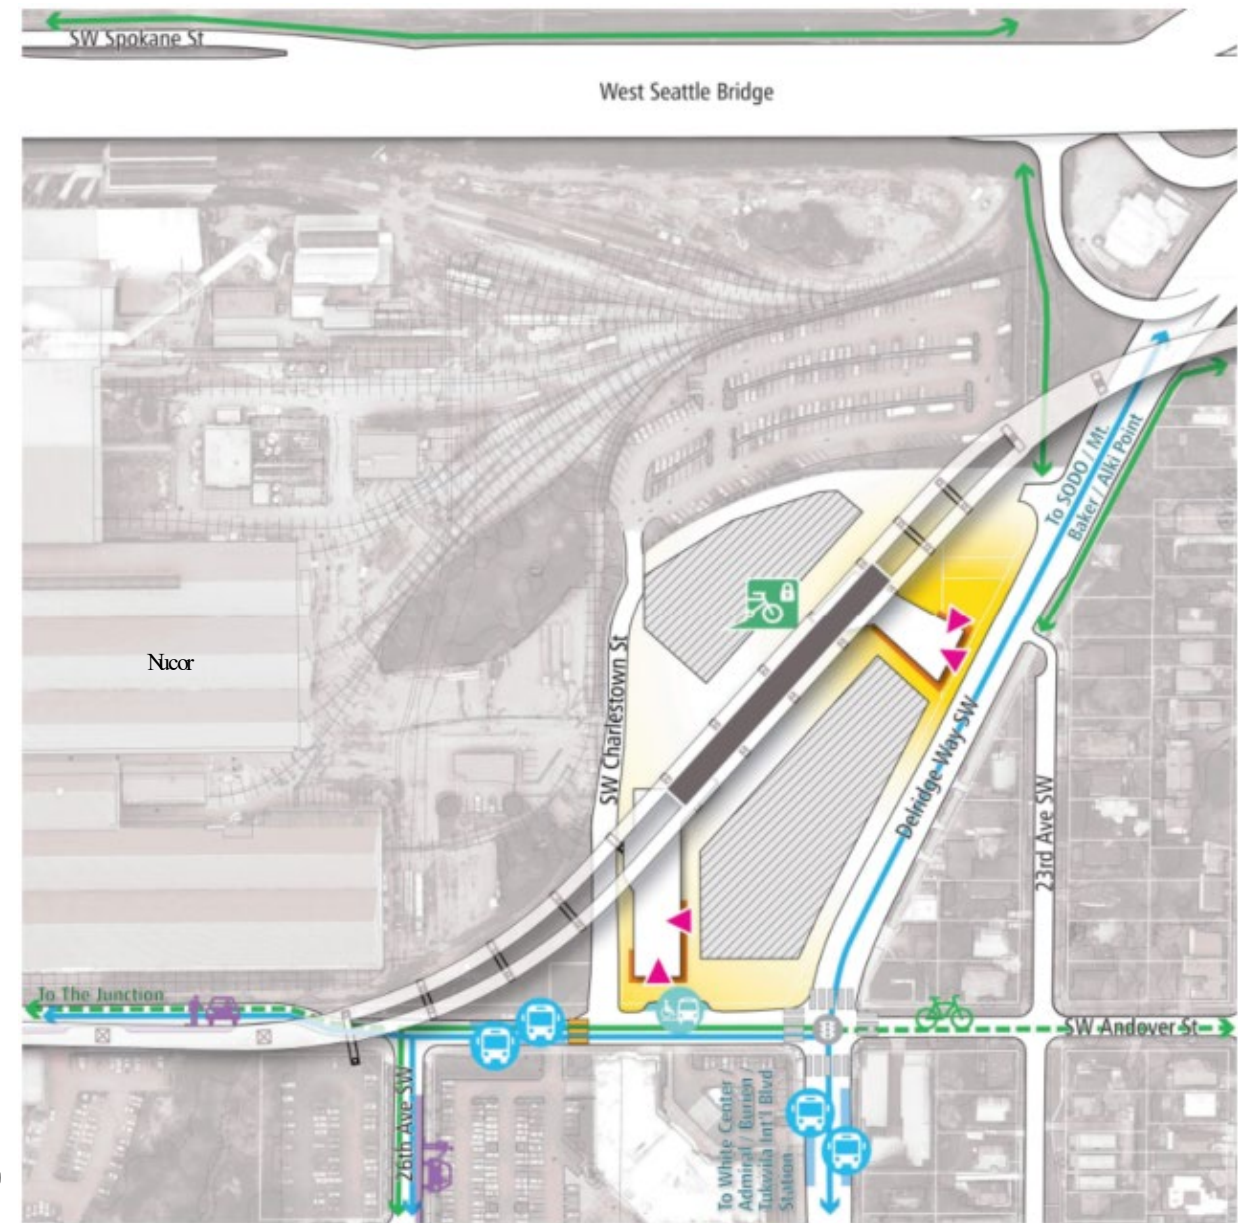 SW Spokane St
West Seattle Bridge
To SODO / Mt.
Baker / Alki Point
Nucor
SW Charlestown St
Delridge Way SW
23rd Ave SW
To The Junction
SW Andover St
26th Ave SW
To White Center /
Admiral / Burien /
Tukwila Int'l Blvd
Station